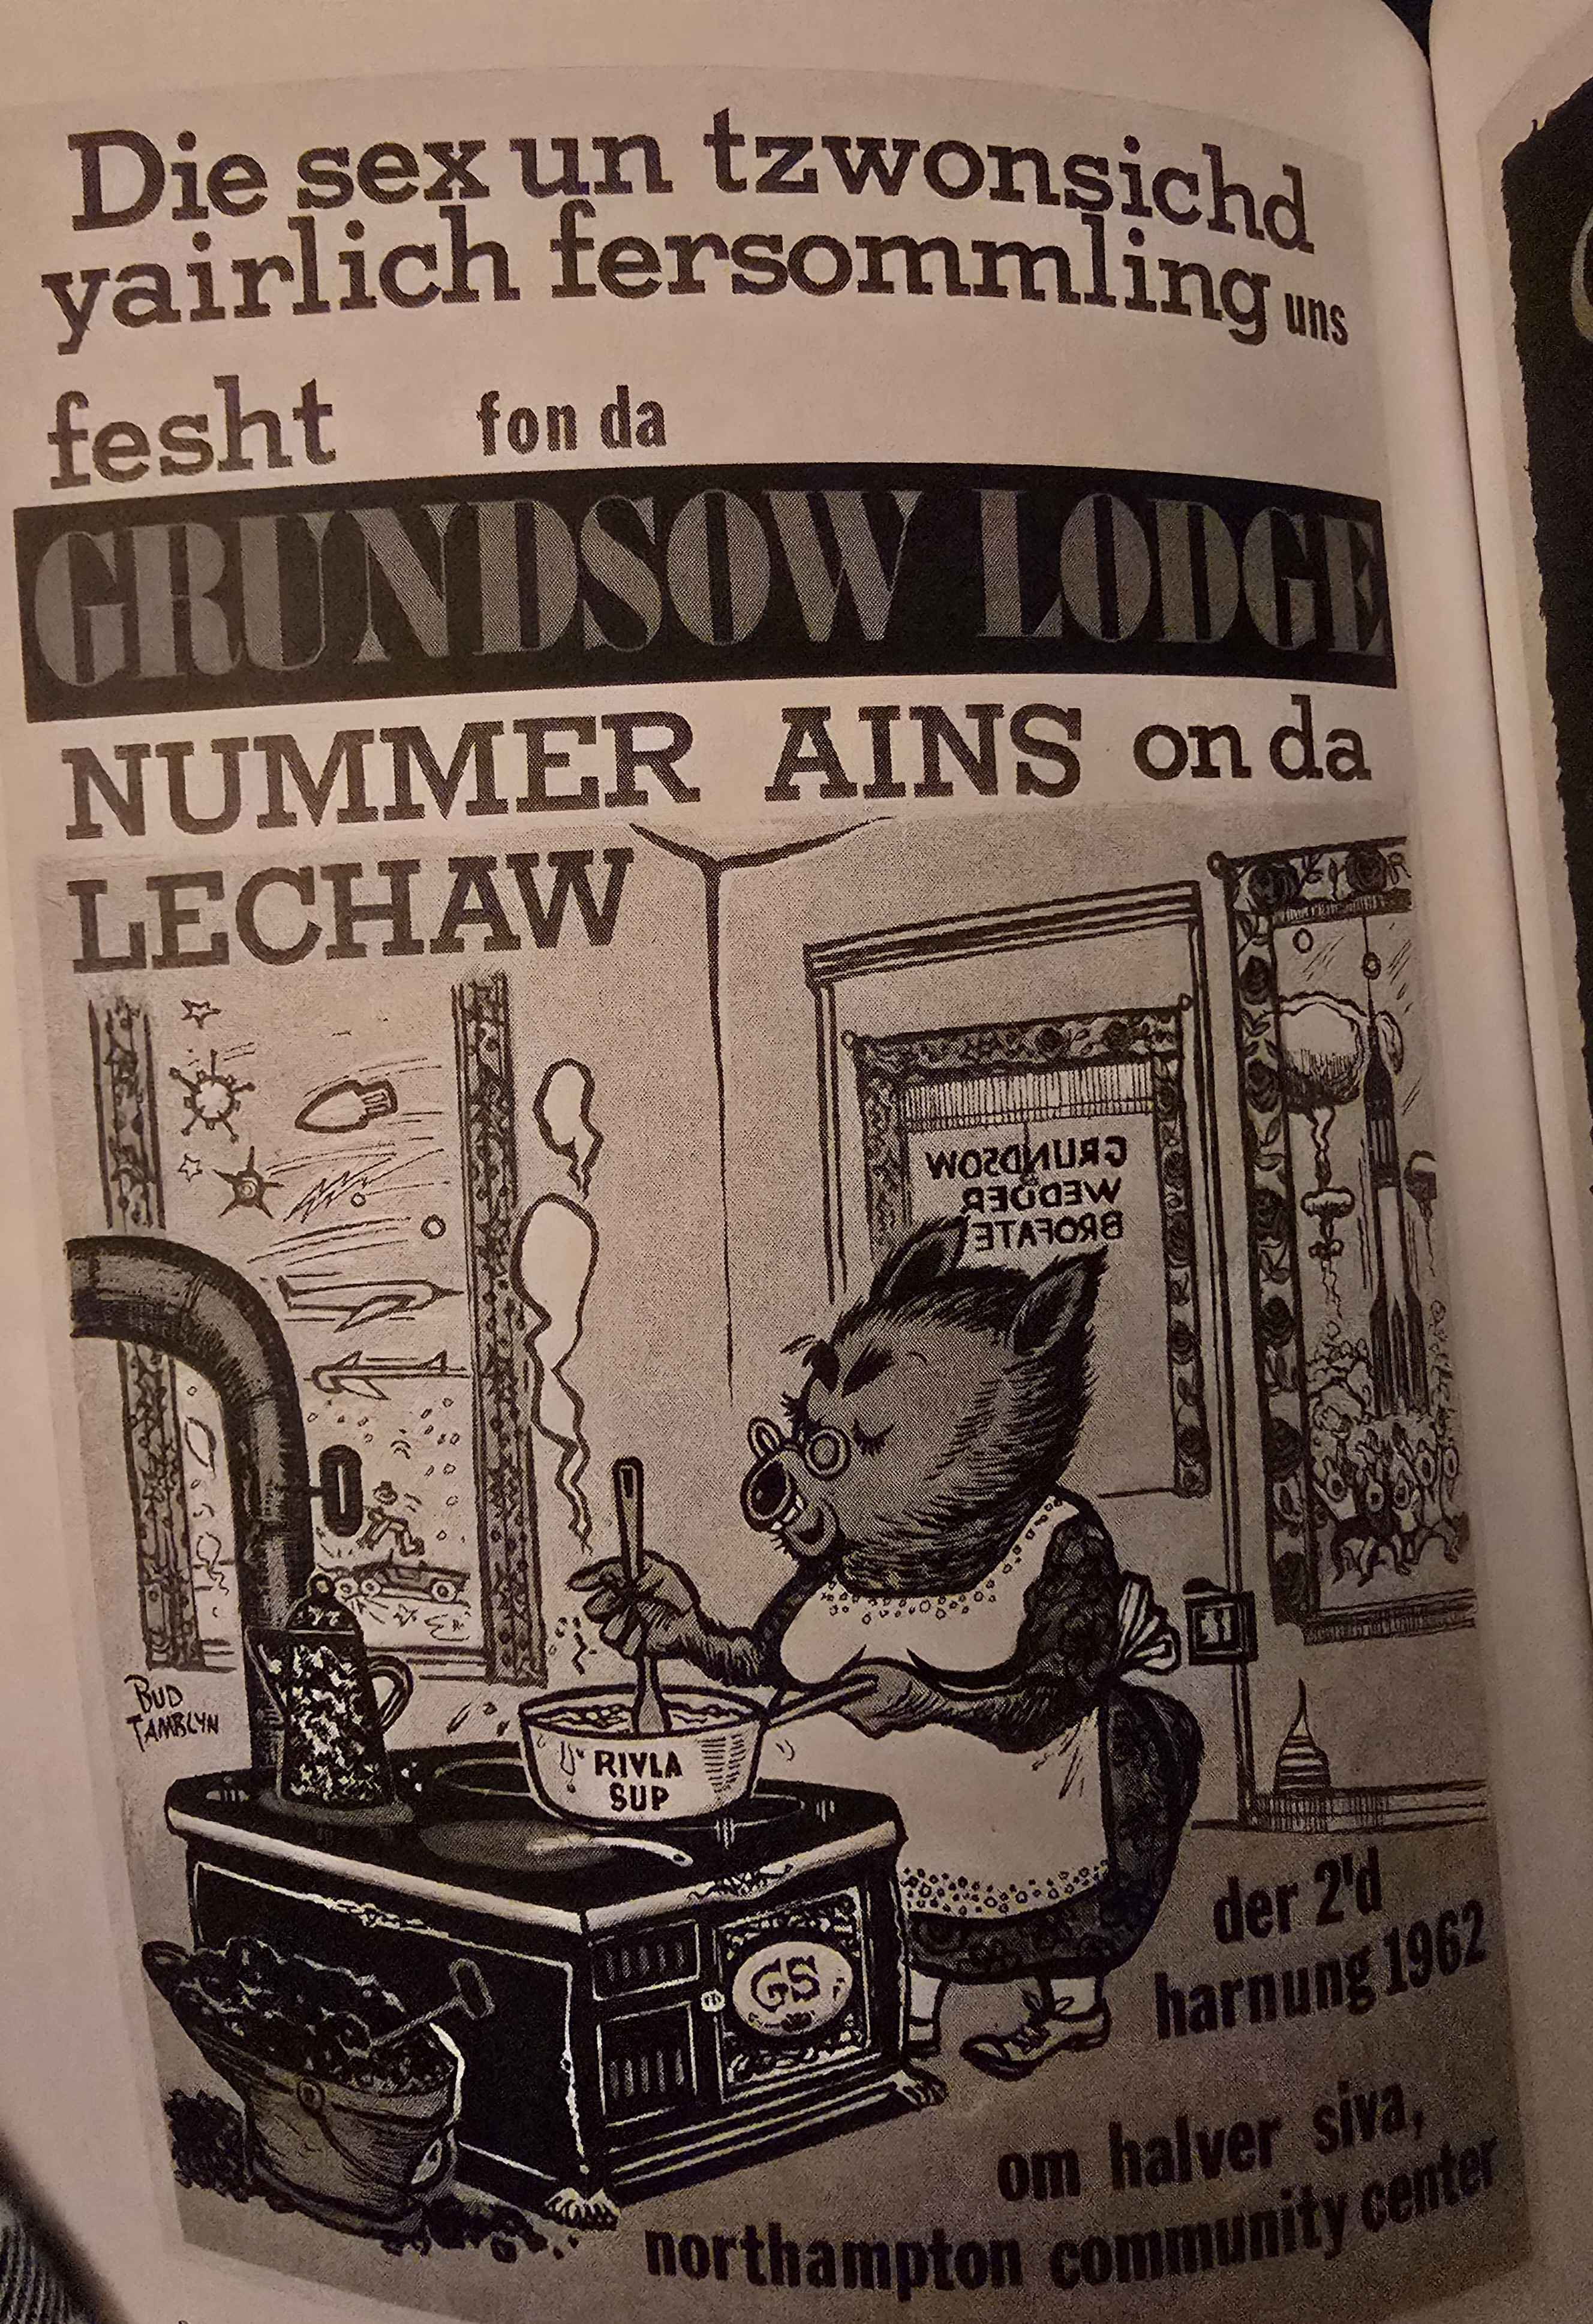 Die sex un tzwonsichd
yairlich fersommling uns
fesht fon da
GRUNDSOW LODGE
NUMMER AINS on da
LECHAW
GRUNDSOW
WEDDER
BROFATE
BUD
TAMBLYN
RIVLA
SUP
GS
der 2'd
harnung 1962
om halver siva,
northampton community center